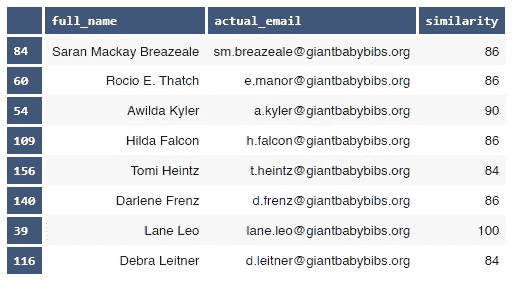 full_name actual_email similarity
84 Saran Mackay Breazeale sm.breazeale@giantbabybibs.org 86
60 Rocio E. Thatch e.manor@giantbabybibs.org 86
54 Awilda Kyler a.kyler@giantbabybibs.org 90
109 Hilda Falcon h.falcon@giantbabybibs.org 86
156 Tomi Heintz t.heintz@giantbabybibs.org 84
140 Darlene Frenz d.frenz@giantbabybibs.org 86
39 Lane Leo lane.leo@giantbabybibs.org 100
116 Debra Leitner d.leitner@giantbabybibs.org 84